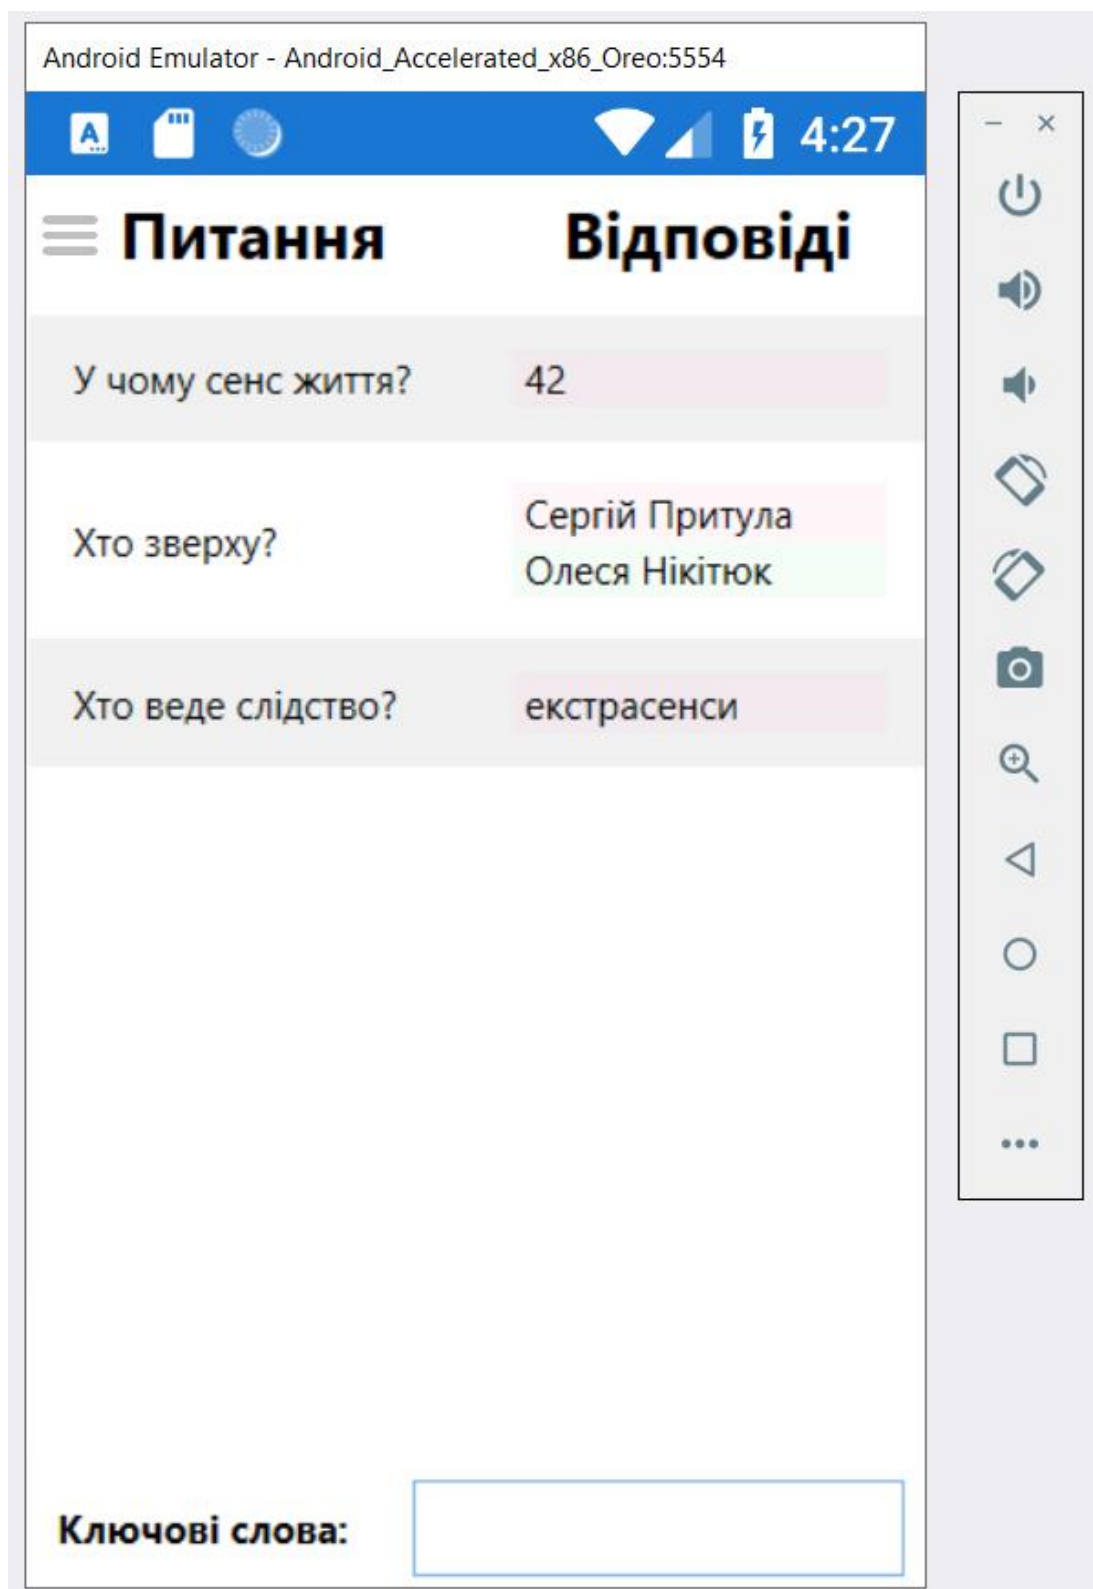 Android Emulator - Android_Accelerated_x86_Oreo:5554
4:27
Питання Відповіді
У чому сенс життя? 42
Хто зверху? Сергій Притула
Олеся Нікітюк
Хто веде слідство? екстрасенси
Ключові слова: